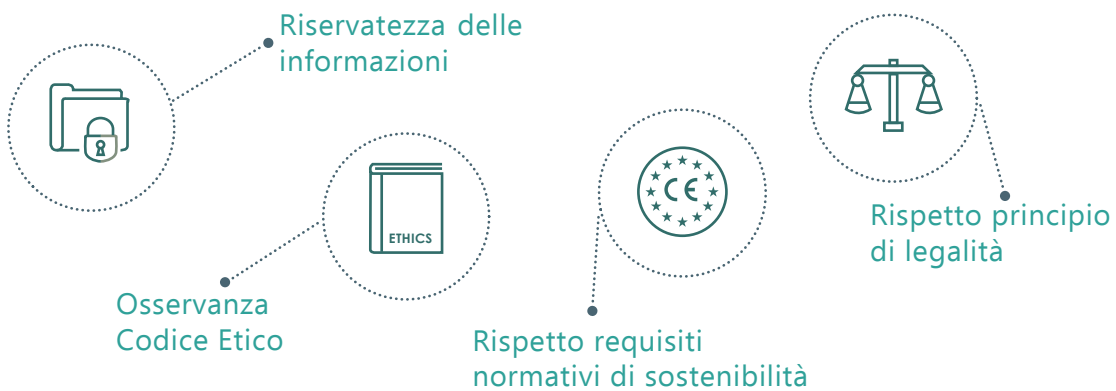 Riservatezza delle
informazioni
ETHICS
Osservanza
Codice Etico
CE
Rispetto requisiti
normativi di sostenibilità
Rispetto principio
di legalità